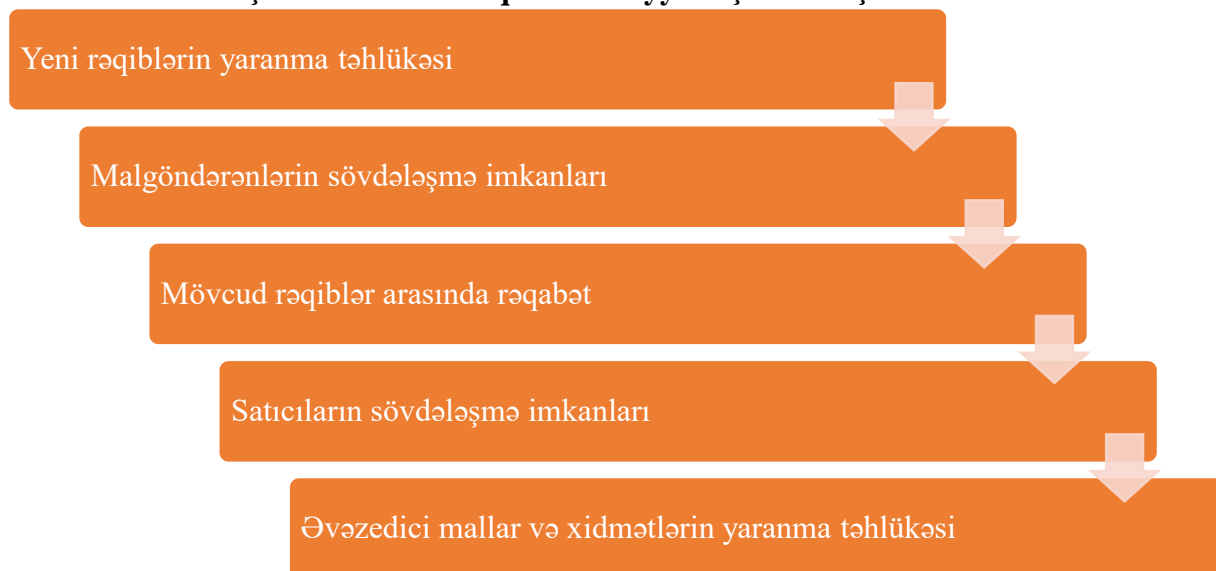 Yeni rəqiblərin yaranma təhlükəsi
Malgöndərənlərin sövdələşmə imkanları
Mövcud rəqiblər arasında rəqabət
Satıcıların sövdələşmə imkanları
Əvəzedici mallar və xidmətlərin yaranma təhlükəsi